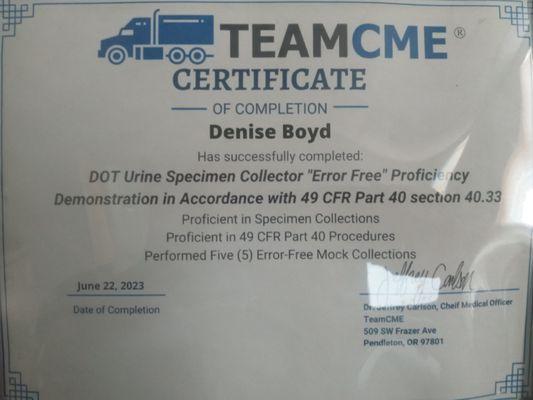 TEAMCME®
CERTIFICATE
OF COMPLETION
Denise Boyd
Has successfully completed:
DOT Urine Specimen Collector "Error Free" Proficiency
Demonstration in Accordance with 49 CFR Part 40 section 40.33
Proficient in Specimen Collections
Proficient in 49 CFR Part 40 Procedures
Performed Five (5) Error-Free Mock Collections
Jeffrey Carlson
June 22, 2023
Date of Completion
Dr. Jeffrey Carlson, Cheif Medical Officer
TeamCME
509 SW Frazer Ave
Pendleton, OR 97801